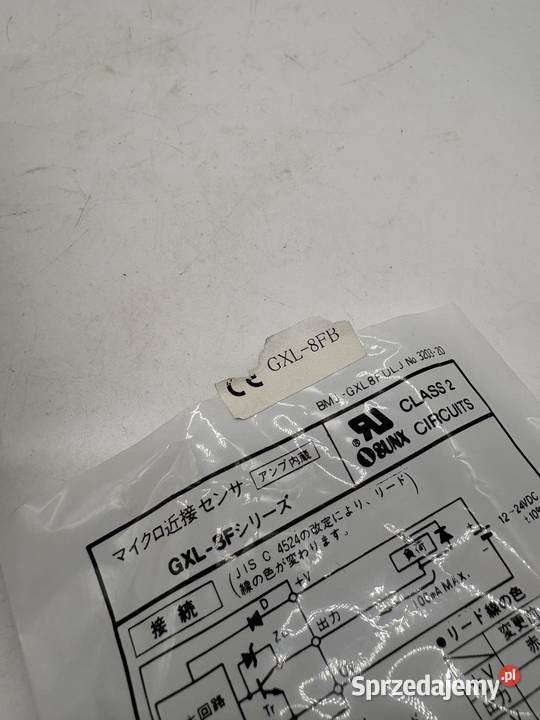 CE GXL-8FB
BMJ-GXL8FULJ No 3203-20
CLASS 2
CIRCUITS
SUNX
マイクロ近接センサ アンプ内蔵
GXL-8Fシリーズ
(JIS C 4524の改定により、リード
線の色が変わります。)
接続
D
+V
負荷
12-24VDC
出力
100mA MAX.
Tr
回路
●リード線の色
変更
赤
Sprzedajemy.pl